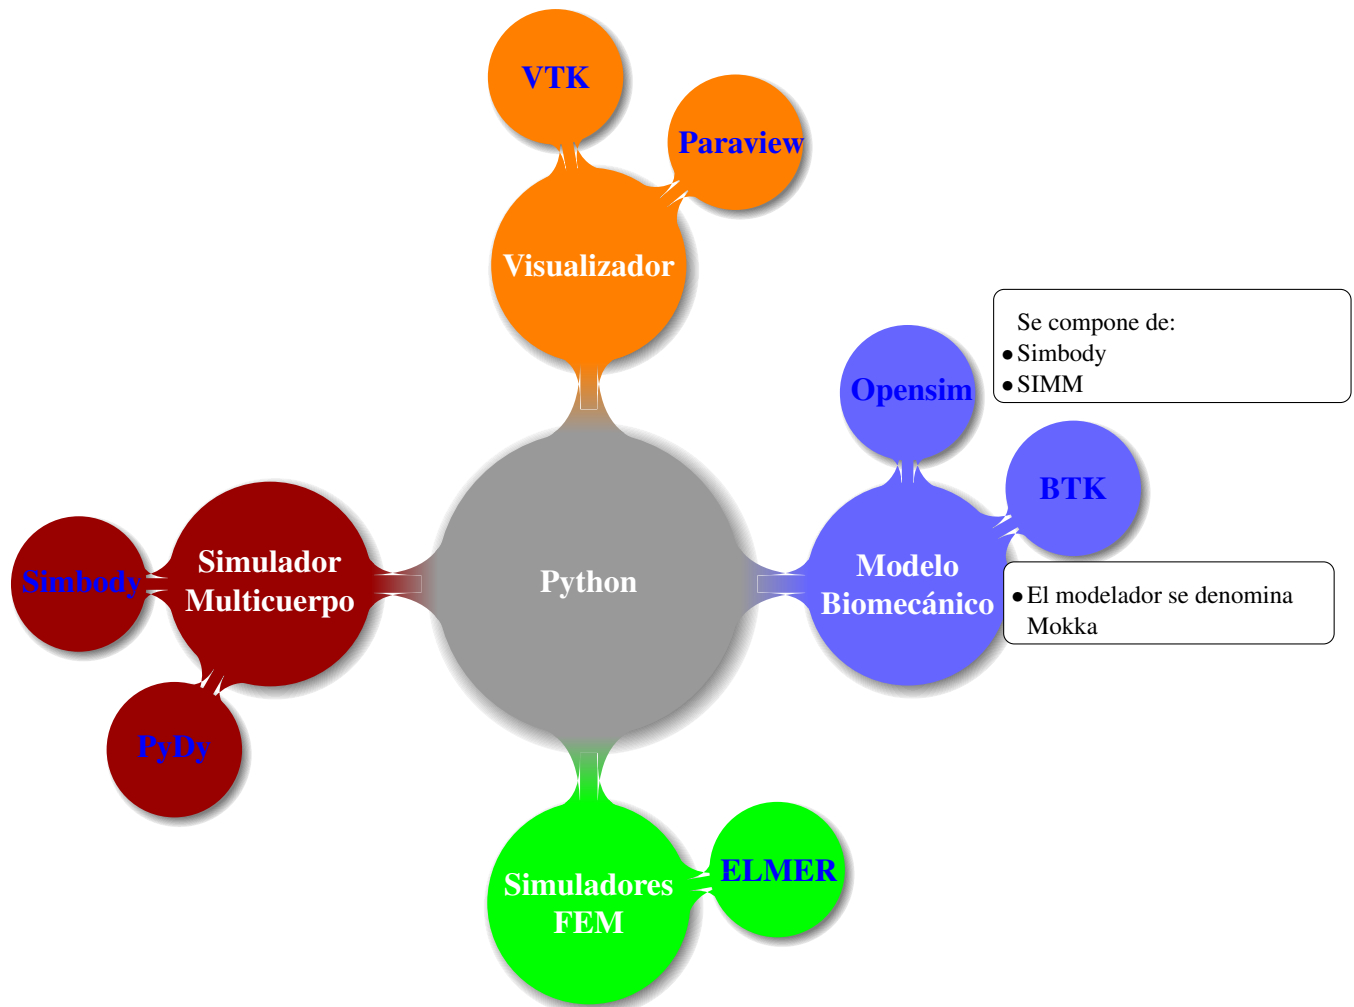 VTK
Paraview
Visualizador
Se compone de:
● Simbody
● SIMM
Opensim
BTK
Modelo
Biomecánico
● El modelador se denomina
Mokka
Python
Simulador
Multicuerpo
Simbody
PyDy
Simuladores
FEM
ELMER